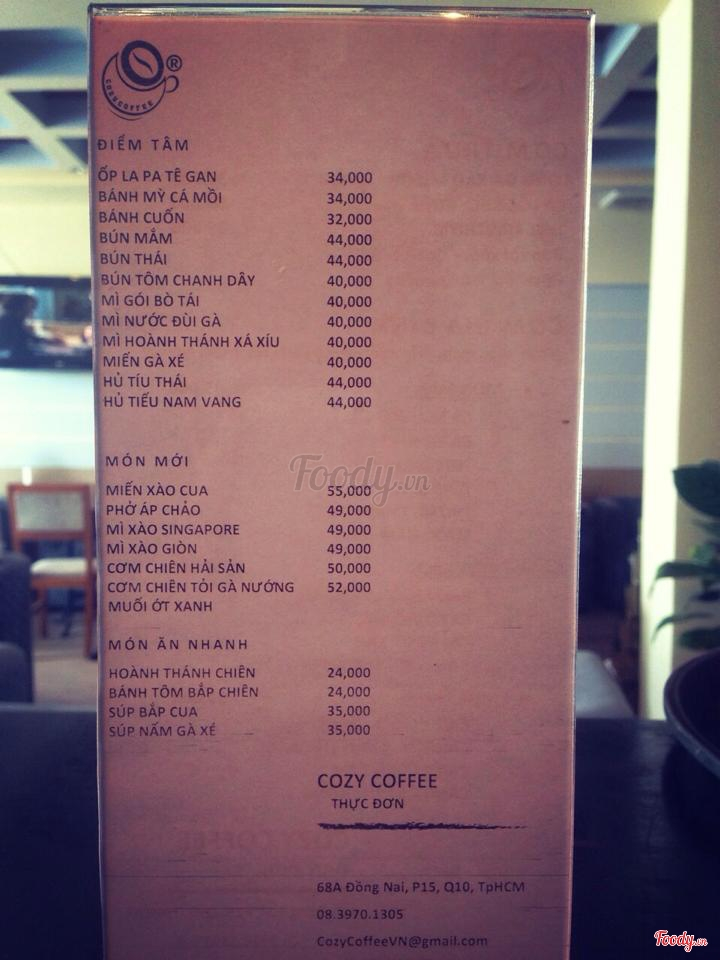 COZYCOFFEE
®
ĐIỂM TÂM
ỐP LA PA TÊ GAN 34,000
BÁNH MỲ CÁ MỒI 34,000
BÁNH CUỐN 32,000
BÚN MẮM 44,000
BÚN THÁI 44,000
BÚN TÔM CHANH DÂY 40,000
MÌ GÓI BÒ TÁI 40,000
MÌ NƯỚC ĐÙI GÀ 40,000
MÌ HOÀNH THÁNH XÁ XÍU 40,000
MIẾN GÀ XÉ 40,000
HỦ TÍU THÁI 44,000
HỦ TIẾU NAM VANG 44,000
MÓN MỚI
Foody.vn
MIẾN XÀO CUA 55,000
PHỞ ÁP CHẢO 49,000
MÌ XÀO SINGAPORE 49,000
MÌ XÀO GIÒN 49,000
CƠM CHIÊN HẢI SẢN 50,000
CƠM CHIÊN TỎI GÀ NƯỚNG 52,000
MUỐI ỚT XANH
MÓN ĂN NHANH
HOÀNH THÁNH CHIÊN 24,000
BÁNH TÔM BẮP CHIÊN 24,000
SÚP BẮP CUA 35,000
SÚP NẤM GÀ XÉ 35,000
COZY COFFEE
THỰC ĐƠN
68A Đồng Nai, P15, Q10, TpHCM
08.3970.1305
CozyCoffeeVN@gmail.com
Foody.vn